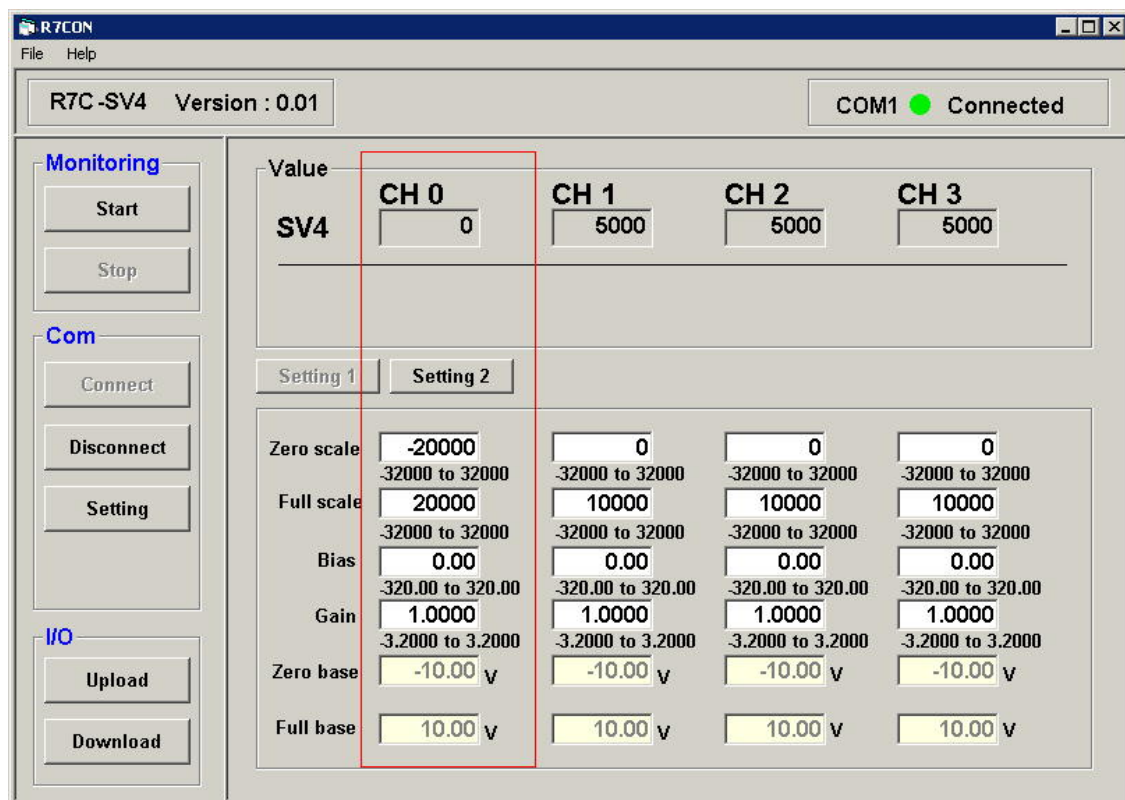 R7CON
File Help
R7C-SV4 Version : 0.01
COM1 Connected
Monitoring
Start
Stop
Com
Connect
Disconnect
Setting
I/O
Upload
Download
Value
CH 0 CH 1 CH 2 CH 3
SV4 0 5000 5000 5000
Setting 1 Setting 2
Zero scale -20000 0 0 0
-32000 to 32000 -32000 to 32000 -32000 to 32000 -32000 to 32000
Full scale 20000 10000 10000 10000
-32000 to 32000 -32000 to 32000 -32000 to 32000 -32000 to 32000
Bias 0.00 0.00 0.00 0.00
-320.00 to 320.00 -320.00 to 320.00 -320.00 to 320.00 -320.00 to 320.00
Gain 1.0000 1.0000 1.0000 1.0000
-3.2000 to 3.2000 -3.2000 to 3.2000 -3.2000 to 3.2000 -3.2000 to 3.2000
Zero base -10.00 V -10.00 V -10.00 V -10.00 V
Full base 10.00 V 10.00 V 10.00 V 10.00 V